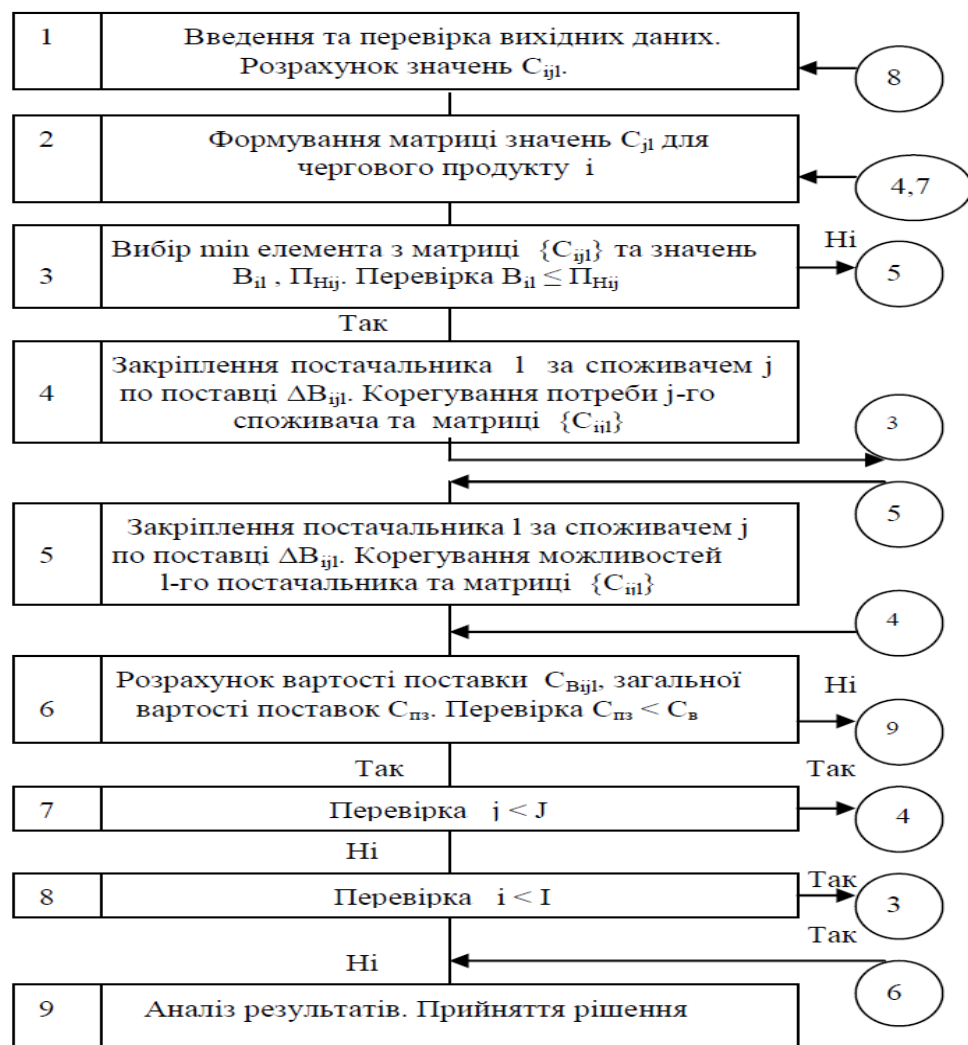 1
Введення та перевірка вихідних даних.
Розрахунок значень Cijl.
8
2
Формування матриці значень Cjl для
чергового продукту i
4,7
3
Вибір min елемента з матриці {Cijl} та значень
Bil , ПHij. Перевірка Bil ≤ ПHij
Ні
5
Так
4
Закріплення постачальника l за споживачем j
по поставці ΔBijl. Корегування потреби j-го
споживача та матриці {Cijl}
3
5
5
Закріплення постачальника l за споживачем j
по поставці ΔBijl. Корегування можливостей
l-го постачальника та матриці {Cijl}
4
6
Розрахунок вартості поставки CBijl, загальної
вартості поставок Cпз. Перевірка Cпз < Cв
Ні
9
Так
Так
7
Перевірка j < J
4
Ні
8
Перевірка i < I
Так
3
Так
Ні
6
9
Аналіз результатів. Прийняття рішення